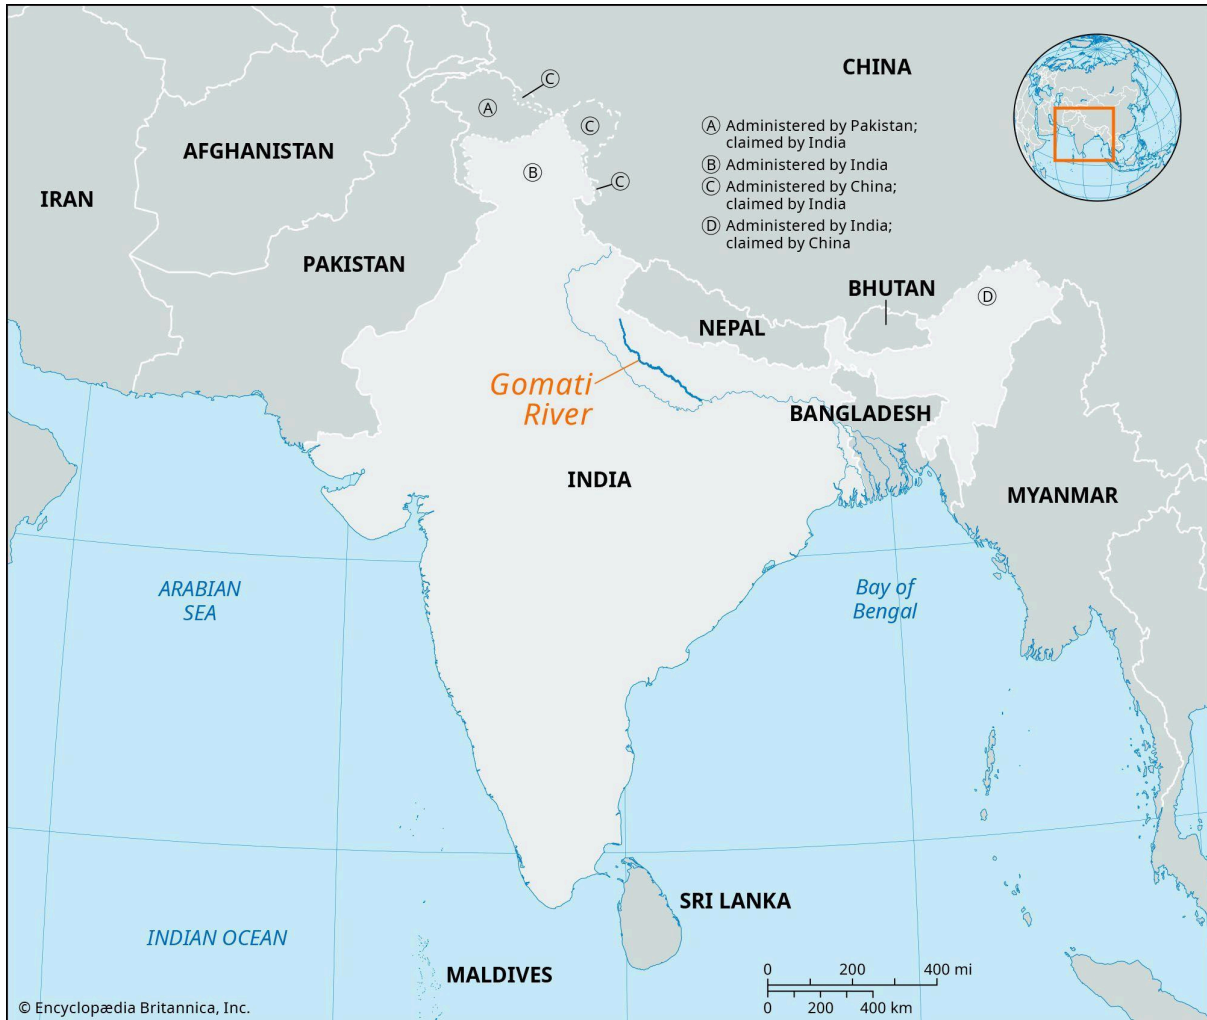 CHINA
Ⓒ
Ⓐ
Ⓒ
Ⓐ Administered by Pakistan;
claimed by India
AFGHANISTAN
Ⓑ Administered by India
Ⓑ
Ⓒ
Ⓒ Administered by China;
claimed by India
IRAN
Ⓓ Administered by India;
claimed by China
PAKISTAN
BHUTAN
Ⓓ
NEPAL
Gomati
River
BANGLADESH
INDIA
MYANMAR
ARABIAN
SEA
Bay of
Bengal
SRI LANKA
INDIAN OCEAN
MALDIVES
0 200 400 mi
0 200 400 km
© Encyclopædia Britannica, Inc.